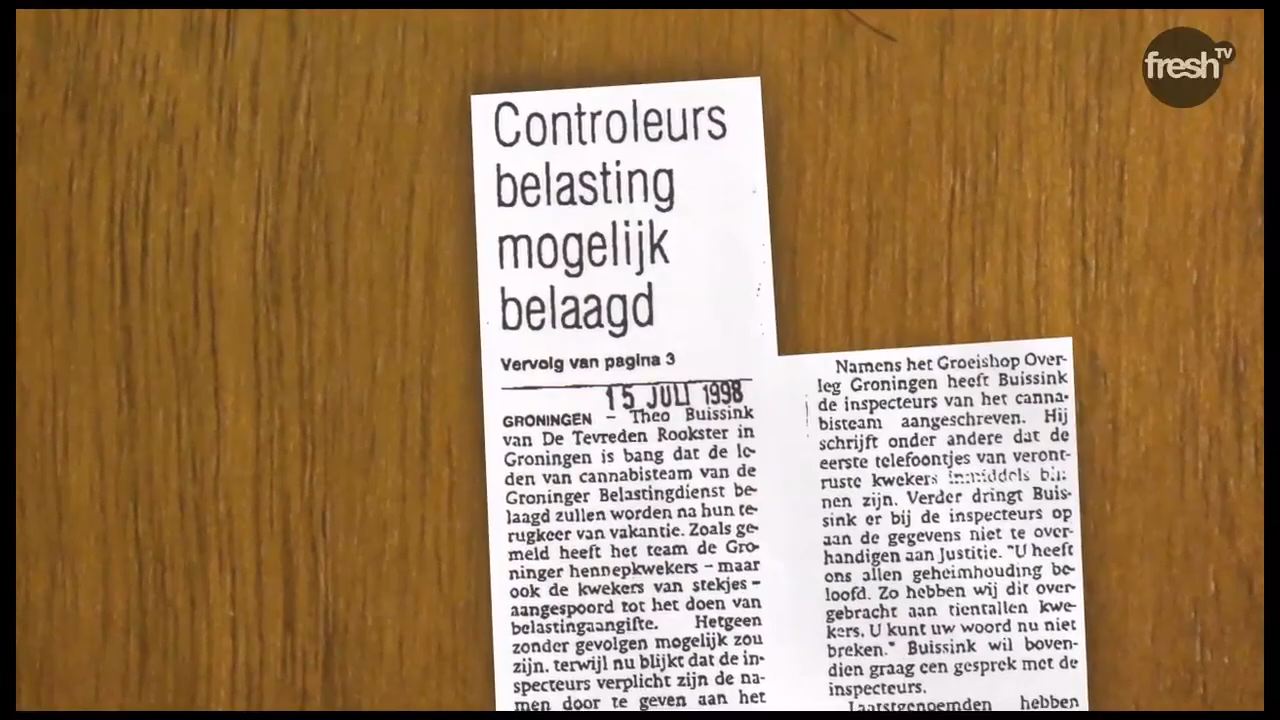 fresh TV
Controleurs
belasting
mogelijk
belaagd
Vervolg van pagina 3
15 JULI 1998
GRONINGEN – Theo Buissink
van De Tevreden Rookster in
Groningen is bang dat de le-
den van cannabisteam van de
Groninger Belastingdienst be-
laagd zullen worden na hun te-
rugkeer van vakantie. Zoals ge-
meld heeft het team de Gro-
ninger hennepkwekers – maar
ook de kwekers van stekjes –
aangespoord tot het doen van
belastingaangifte. Hetgeen
zonder gevolgen mogelijk zou
zijn, terwijl nu blijkt dat de in-
specteurs verplicht zijn de na-
men door te geven aan het
Namens het Groeishop Over-
leg Groningen heeft Buissink
de inspecteurs van het canna-
bisteam aangeschreven. Hij
schrijft onder andere dat de
eerste telefoontjes van veront-
ruste kwekers inmiddels bin-
nen zijn. Verder dringt Buis-
sink er bij de inspecteurs op
aan de gegevens niet te over-
handigen aan Justitie. "U heeft
ons allen geheimhouding be-
loofd. Zo hebben wij dit over-
gebracht aan tientallen kwe-
kers. U kunt uw woord nu niet
breken." Buissink wil boven-
dien graag een gesprek met de
inspecteurs.
Laatstgenoemden hebben